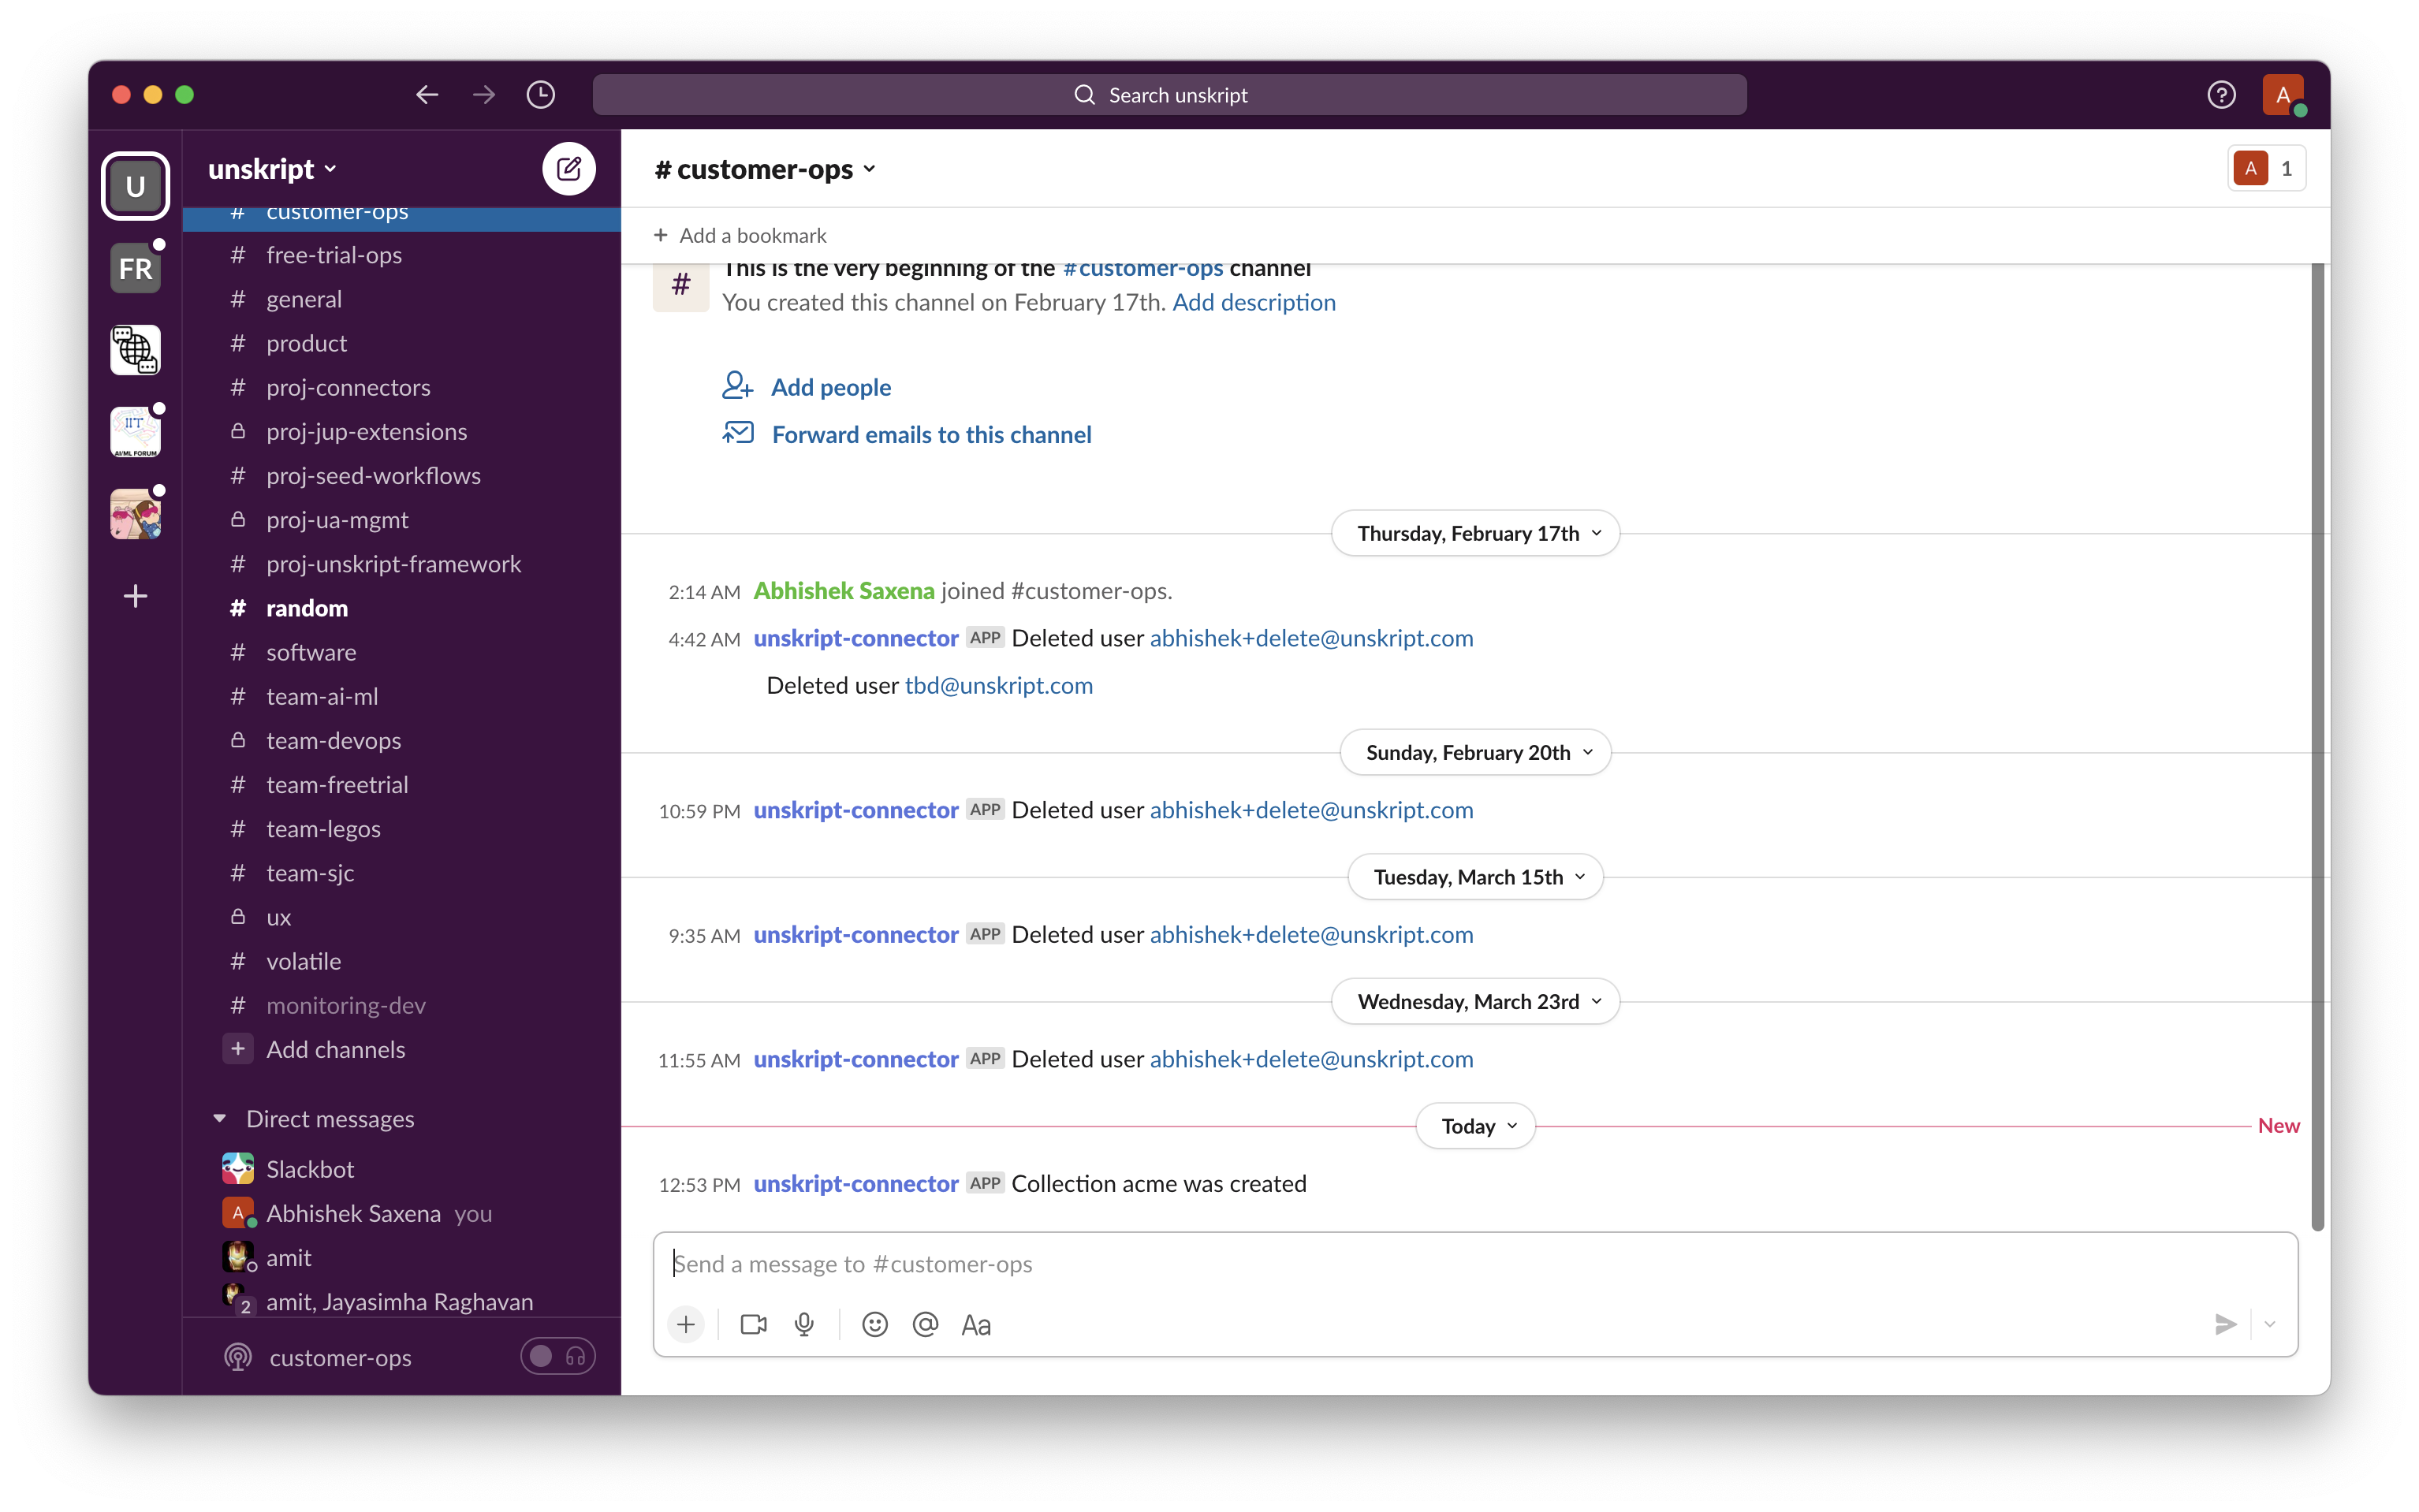 Search unskript
A
U
FR
IIT
AI/ML FORUM
unskript
# customer-ops
# free-trial-ops
# general
# product
# proj-connectors
proj-jup-extensions
# proj-seed-workflows
proj-ua-mgmt
# proj-unskript-framework
# random
# software
# team-ai-ml
team-devops
# team-freetrial
# team-legos
# team-sjc
ux
# volatile
# monitoring-dev
+ Add channels
Direct messages
Slackbot
A Abhishek Saxena you
amit
2 amit, Jayasimha Raghavan
customer-ops
# customer-ops
A 1
+ Add a bookmark
# This is the very beginning of the #customer-ops channel
You created this channel on February 17th. Add description
Add people
Forward emails to this channel
Thursday, February 17th
2:14 AM Abhishek Saxena joined #customer-ops.
4:42 AM unskript-connector APP Deleted user abhishek+delete@unskript.com
Deleted user tbd@unskript.com
Sunday, February 20th
10:59 PM unskript-connector APP Deleted user abhishek+delete@unskript.com
Tuesday, March 15th
9:35 AM unskript-connector APP Deleted user abhishek+delete@unskript.com
Wednesday, March 23rd
11:55 AM unskript-connector APP Deleted user abhishek+delete@unskript.com
Today
New
12:53 PM unskript-connector APP Collection acme was created
Send a message to #customer-ops
Aa